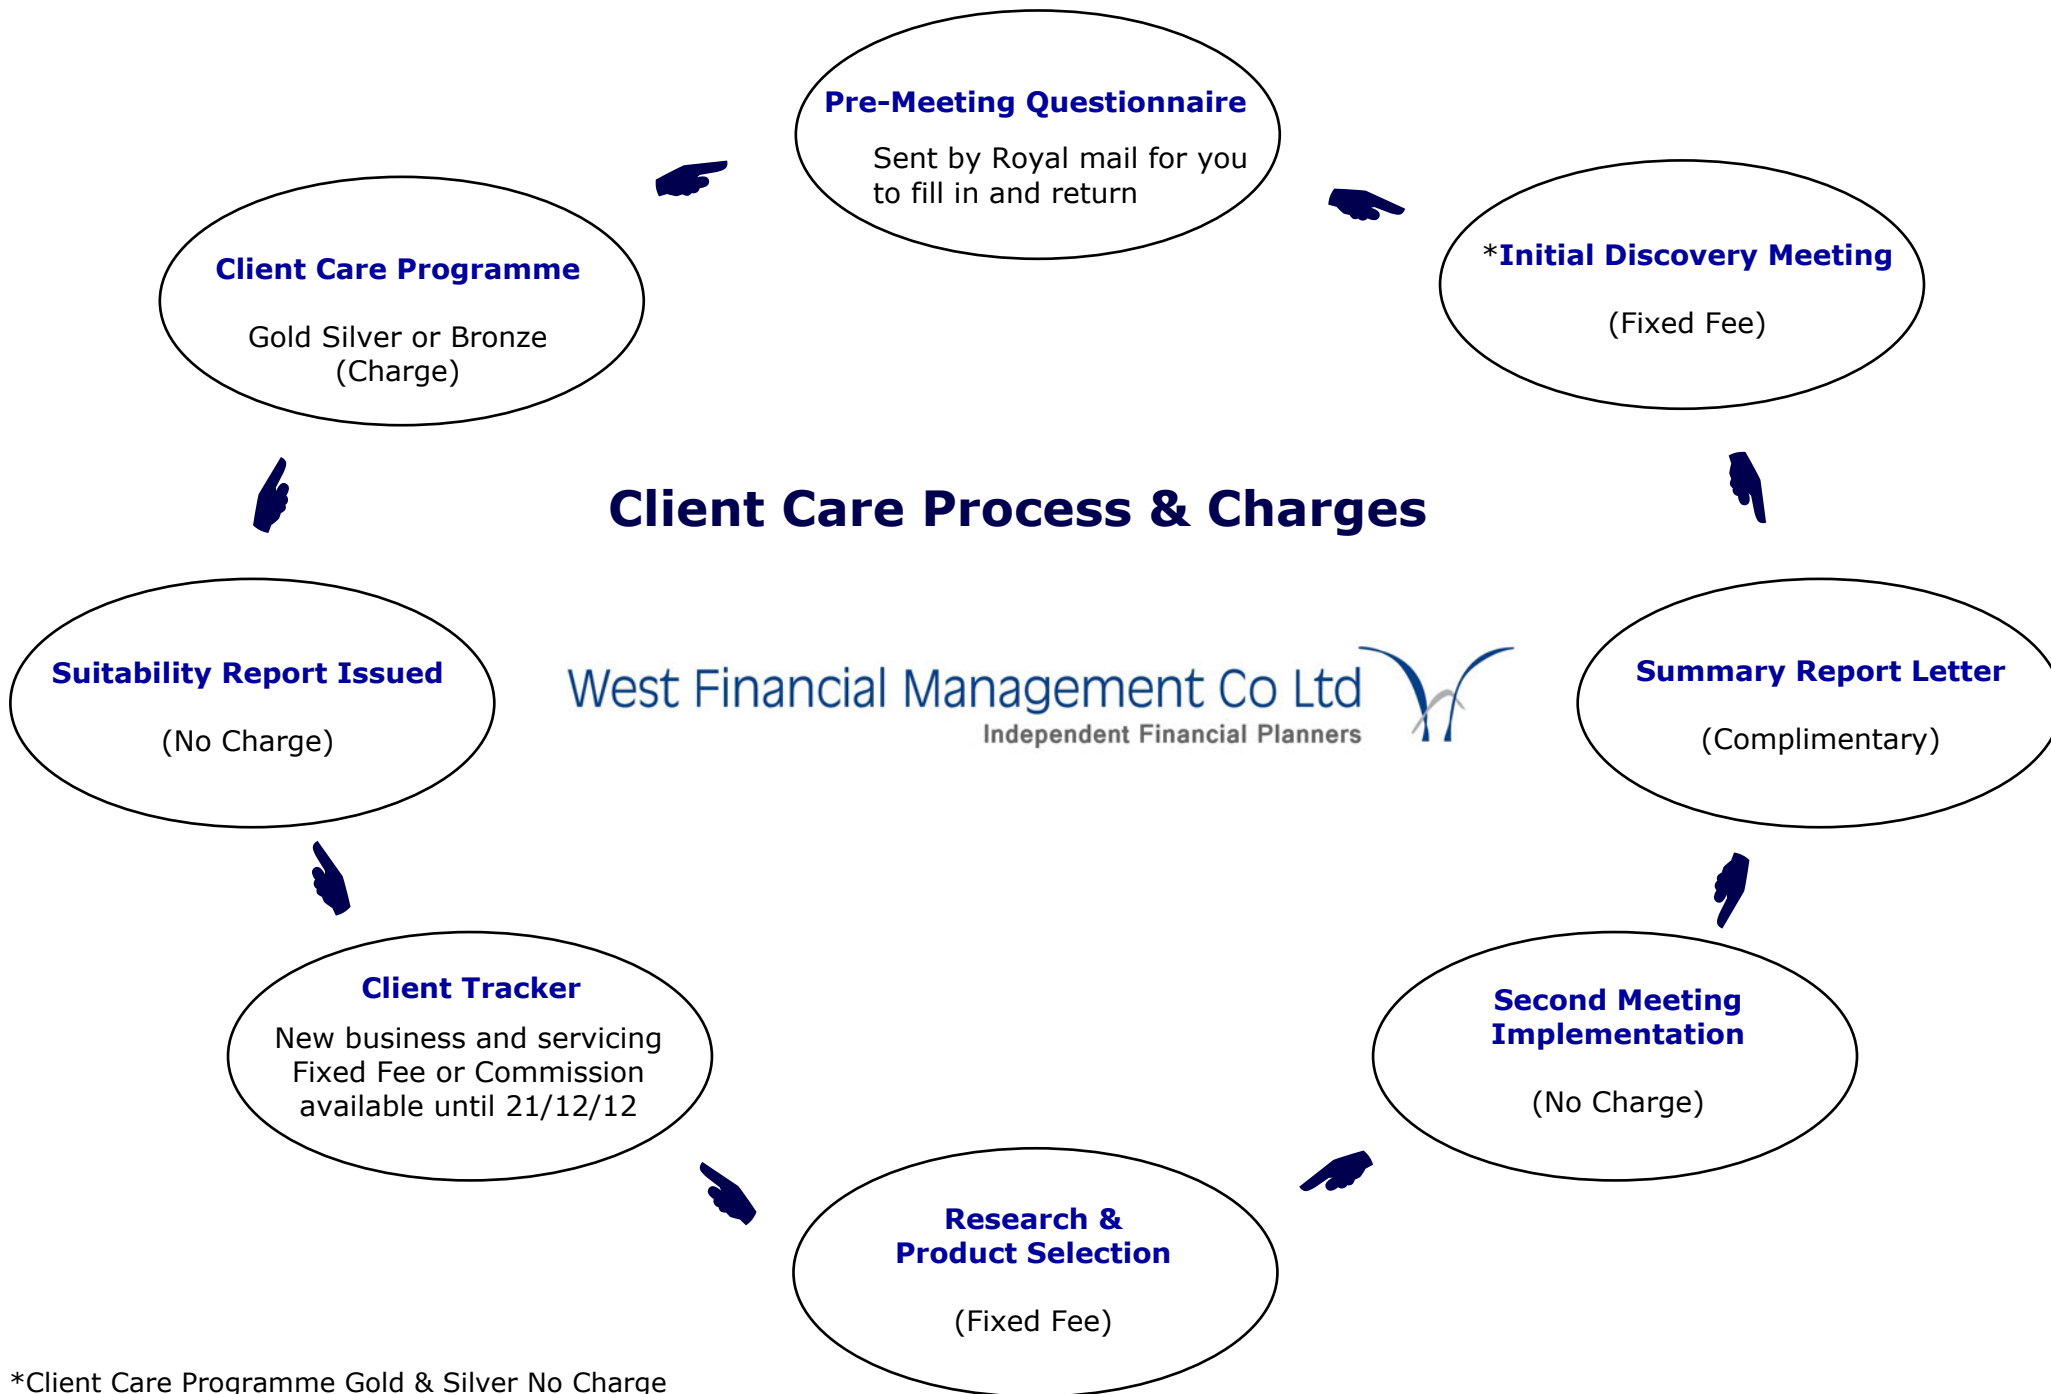 Pre-Meeting Questionnaire
Sent by Royal mail for you
to fill in and return
*Initial Discovery Meeting
(Fixed Fee)
Client Care Programme
Gold Silver or Bronze
(Charge)
Client Care Process & Charges
West Financial Management Co Ltd
Independent Financial Planners
Suitability Report Issued
(No Charge)
Summary Report Letter
(Complimentary)
Client Tracker
New business and servicing
Fixed Fee or Commission
available until 21/12/12
Second Meeting
Implementation
(No Charge)
Research &
Product Selection
(Fixed Fee)
*Client Care Programme Gold & Silver No Charge